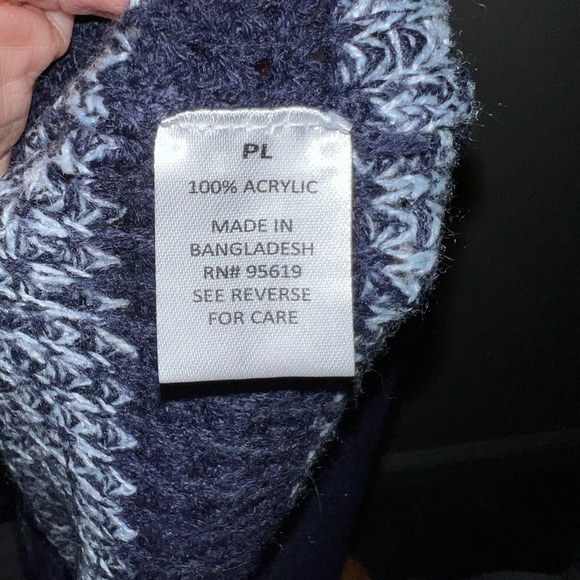 PL
100% ACRYLIC
MADE IN
BANGLADESH
RN# 95619
SEE REVERSE
FOR CARE